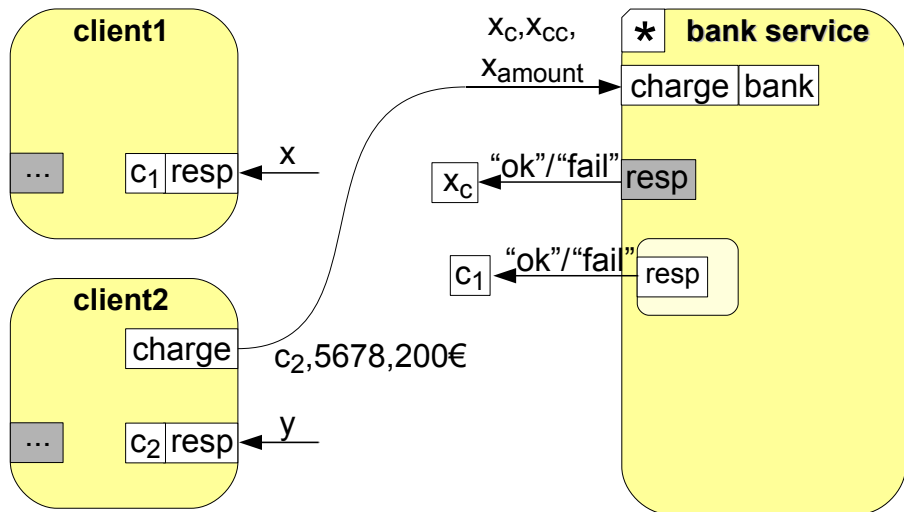 client1
... c1 resp x
client2
charge
c2,5678,200€
... c2 resp y
xc,xcc,
xamount
* bank service
charge bank
xc "ok"/"fail" resp
c1 "ok"/"fail" resp